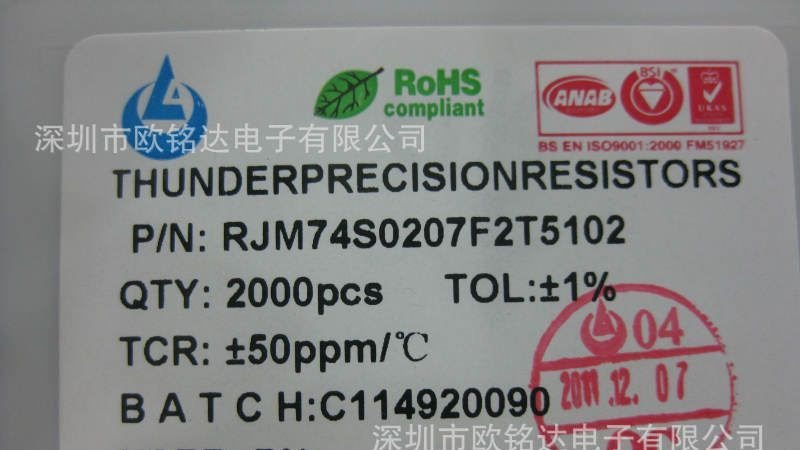 RoHS
compliant
ANAB
BSI
UKAS
BS EN ISO9001:2000 FM51927
深圳市欧铭达电子有限公司
THUNDERPRECISIONRESISTORS
P/N: RJM74S0207F2T5102
QTY: 2000pcs TOL:±1%
TCR: ±50ppm/℃
04
2011.12.07
BATCH:C114920090
深圳市欧铭达电子有限公司